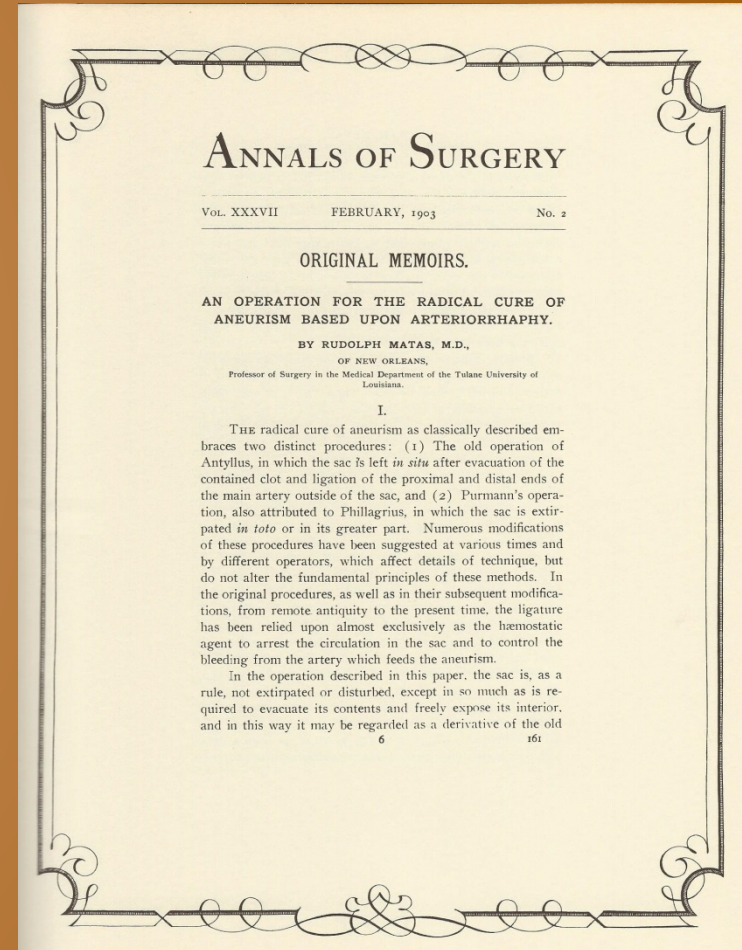 ANNALS OF SURGERY
VOL. XXXVII FEBRUARY, 1903 No. 2
ORIGINAL MEMOIRS.
AN OPERATION FOR THE RADICAL CURE OF
ANEURISM BASED UPON ARTERIORRHAPHY.
BY RUDOLPH MATAS, M.D.,
OF NEW ORLEANS,
Professor of Surgery in the Medical Department of the Tulane University of
Louisiana.
I.
THE radical cure of aneurism as classically described em-
braces two distinct procedures: (1) The old operation of
Antyllus, in which the sac is left in situ after evacuation of the
contained clot and ligation of the proximal and distal ends of
the main artery outside of the sac, and (2) Purmann's opera-
tion, also attributed to Phillagrius, in which the sac is extir-
pated in toto or in its greater part. Numerous modifications
of these procedures have been suggested at various times and
by different operators, which affect details of technique, but
do not alter the fundamental principles of these methods. In
the original procedures, as well as in their subsequent modifica-
tions, from remote antiquity to the present time, the ligature
has been relied upon almost exclusively as the hæmostatic
agent to arrest the circulation in the sac and to control the
bleeding from the artery which feeds the aneurism.
In the operation described in this paper, the sac is, as a
rule, not extirpated or disturbed, except in so much as is re-
quired to evacuate its contents and freely expose its interior,
and in this way it may be regarded as a derivative of the old
6 161